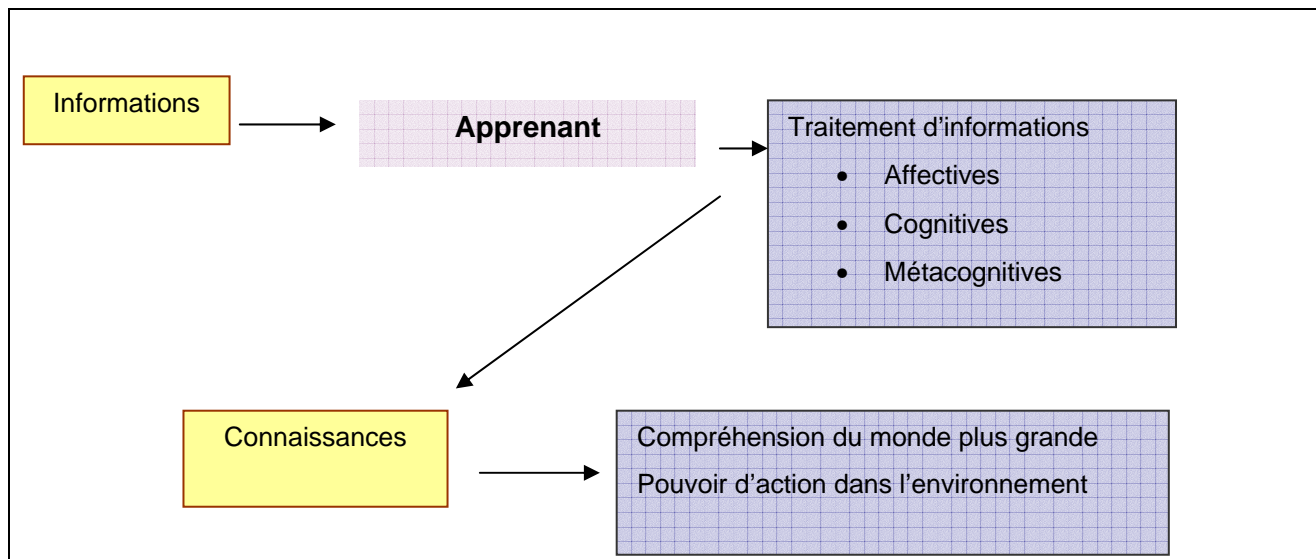 Informations
Apprenant
Traitement d’informations
• Affectives
• Cognitives
• Métacognitives
Connaissances
Compréhension du monde plus grande
Pouvoir d’action dans l’environnement